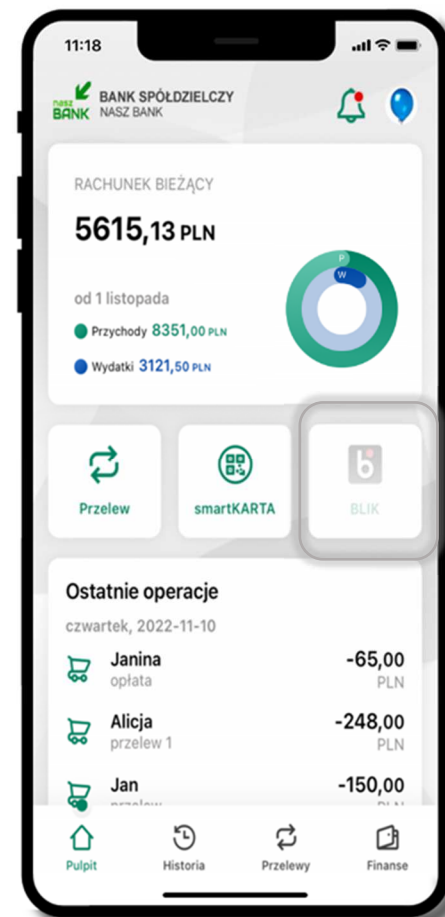 11:18
nasz
BANK
BANK SPÓŁDZIELCZY
NASZ BANK
RACHUNEK BIEŻĄCY
5615,13 PLN
od 1 listopada
Przychody 8351,00 PLN
Wydatki 3121,50 PLN
P
W
Przelew
smartKARTA
BLIK
Ostatnie operacje
czwartek, 2022-11-10
Janina
-65,00
opłata
PLN
Alicja
-248,00
przelew 1
PLN
Jan
-150,00
Pulpit
Historia
Przelewy
Finanse